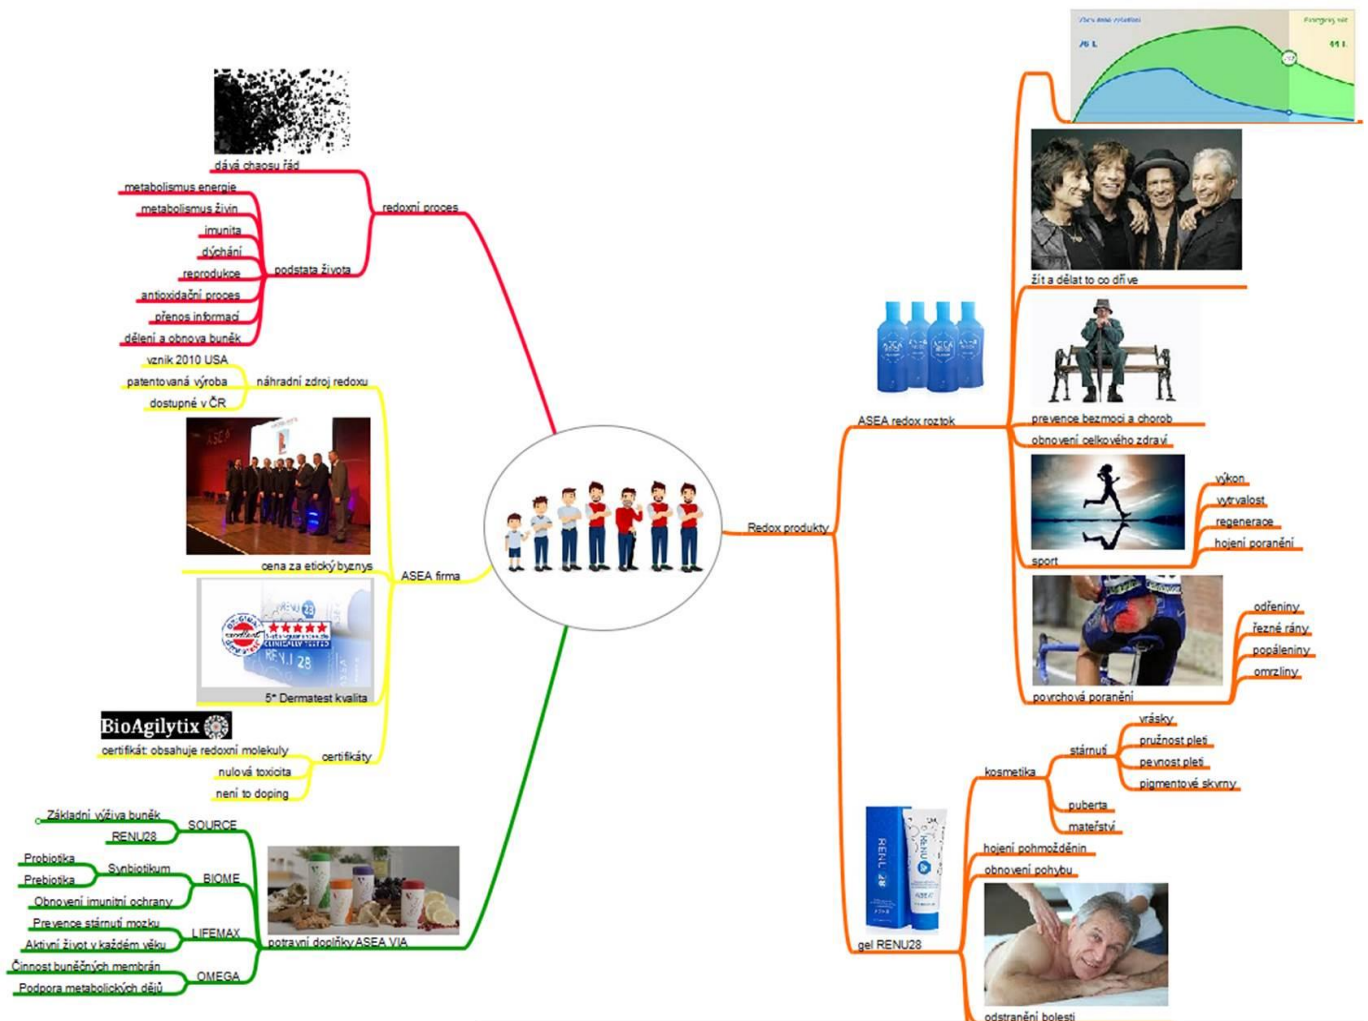 dává chaosu řád
metabolismus energie
metabolismus živin
imunita
dýchání
reprodukce
antioxidační proces
přenos informací
dělení a obnova buněk
podstata života
redoxní proces
vznik 2010 USA
patentovaná výroba
dostupné v ČR
náhradní zdroj redoxu
ASEA
cena za etický byznys
ASEA firma
RENU 28
CLINICALLY TESTED
5* Dermatest kvalita
BioAgilytix
certifikát: obsahuje redoxní molekuly
nulová toxicita
není to doping
certifikáty
Základní výživa buněk
RENU28
SOURCE
Probiotika
Prebiotika
Synbiotikum
Obnovení imunitní ochrany
BIOME
Prevence stárnutí mozku
Aktivní život v každém věku
LIFEMAX
Činnost buněčných membrán
Podpora metabolických dějů
OMEGA
potravní doplňky ASEA VIA
Redox produkty
ASEA redox roztok
ASEA
žít a dělat to co dříve
prevence bezmoci a chorob
obnovení celkového zdraví
sport
výkon
vytrvalost
regenerace
hojení poranění
povrchová poranění
odřeniny
řezné rány
popáleniny
omrzliny
gel RENU28
kosmetika
stárnutí
vrásky
pružnost pleti
pevnost pleti
pigmentové skvrny
puberta
mateřství
hojení pohmožděnin
obnovení pohybu
odstranění bolesti